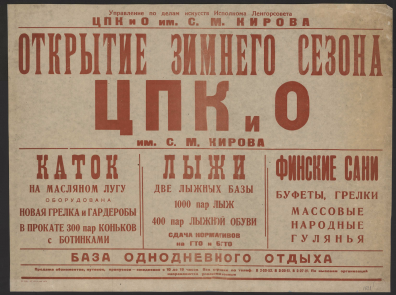 Управление по делам искусств Исполкома Ленгорсовета
ЦПК и О ИМ. С. М. КИРОВА
ОТКРЫТИЕ ЗИМНЕГО СЕЗОНА
ЦПК и О
ИМ. С. М. КИРОВА
КАТОК
НА МАСЛЯНОМ ЛУГУ
ОБОРУДОВАНА
НОВАЯ ГРЕЛКА И ГАРДЕРОБЫ
В ПРОКАТЕ 300 пар КОНЬКОВ
С БОТИНКАМИ
ЛЫЖИ
ДВЕ ЛЫЖНЫХ БАЗЫ
1000 пар ЛЫЖ
400 пар ЛЫЖНОЙ ОБУВИ
СДАЧА НОРМАТИВОВ
на ГТО и БГТО
ФИНСКИЕ САНИ
БУФЕТЫ, ГРЕЛКИ
МАССОВЫЕ
НАРОДНЫЕ
ГУЛЯНЬЯ
БАЗА ОДНОДНЕВНОГО ОТДЫХА